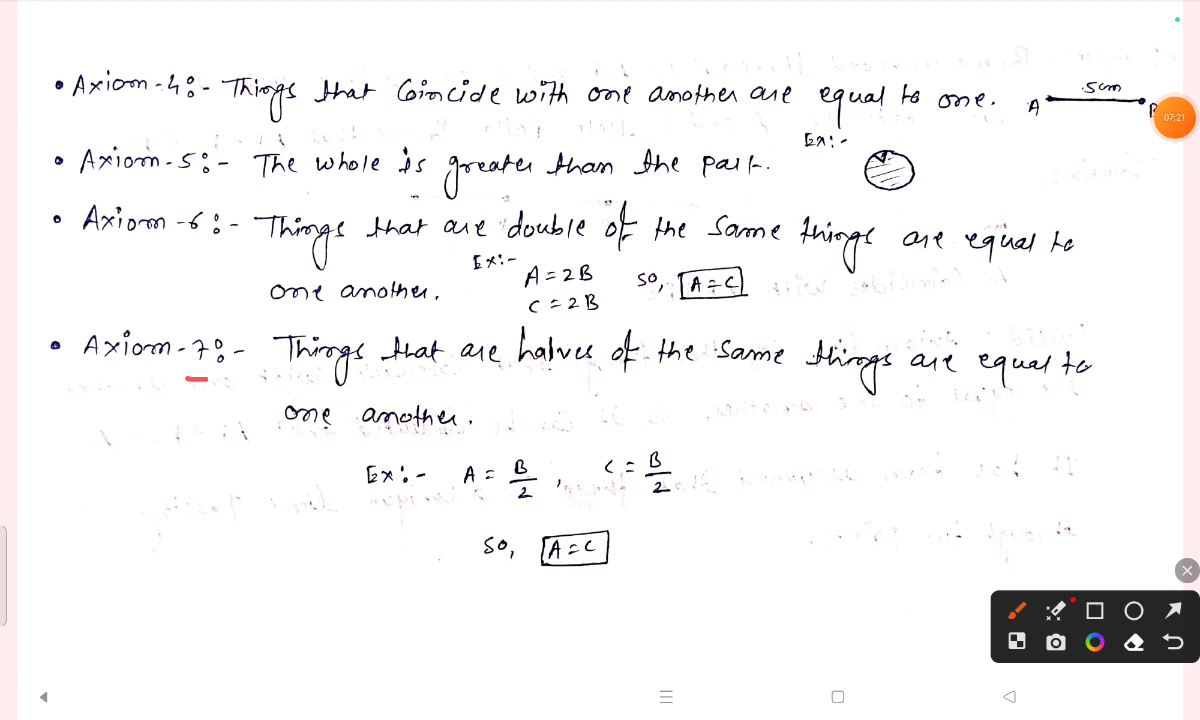 • Axiom-4:- Things that Coincide with one another are equal to one. A 5cm
Ex:-
• Axiom-5:- The whole is greater than the part.
• Axiom-6:- Things that are double of the same things are equal to
one another. Ex:- A = 2B so, A = C
C = 2B
• Axiom-7:- Things that are halves of the same things are equal to
one another.
Ex:- A = B/2 , C = B/2
so, A = C
07:21